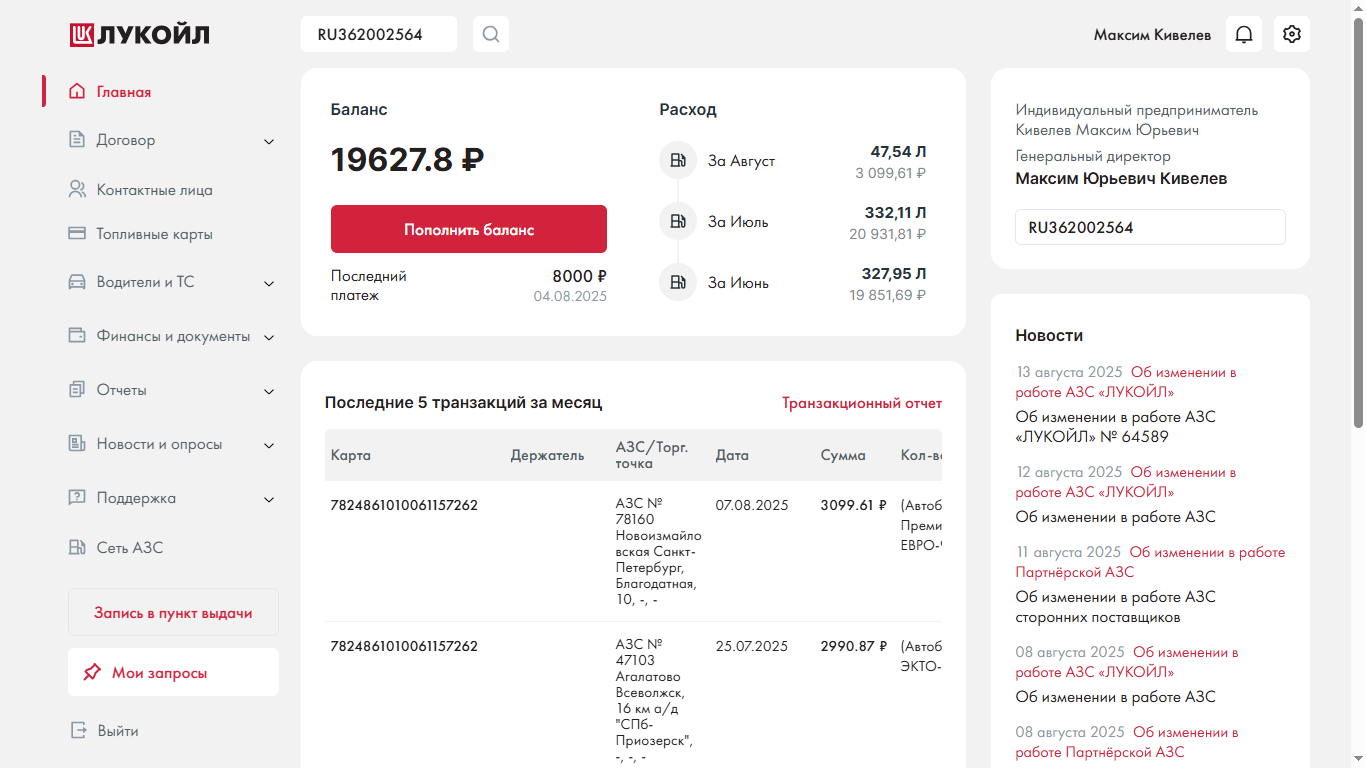 ЛУКОЙЛ
RU362002564
Максим Кивелев
Главная
Договор
Контактные лица
Топливные карты
Водители и ТС
Финансы и документы
Отчеты
Новости и опросы
Поддержка
Сеть АЗС
Запись в пункт выдачи
Мои запросы
Выйти
Баланс
19627.8 ₽
Пополнить баланс
Последний
платеж
8000 ₽
04.08.2025
Расход
За Август
47,54 Л
3 099,61 ₽
За Июль
332,11 Л
20 931,81 ₽
За Июнь
327,95 Л
19 851,69 ₽
Последние 5 транзакций за месяц
Транзакционный отчет
Карта
Держатель
АЗС/Торг.
точка
Дата
Сумма
Кол-в
7824861010061157262
АЗС №
78160
Новоизмайло
вская Санкт-
Петербург,
Благодатная,
10, -, -
07.08.2025
3099.61 ₽
(Автоб
Преми
ЕВРО-
7824861010061157262
АЗС №
47103
Агалатово
Всеволжск,
16 км а/д
"СПб-
Приозерск",
-, -, -
25.07.2025
2990.87 ₽
(Автоб
ЭКТО-
Индивидуальный предприниматель
Кивелев Максим Юрьевич
Генеральный директор
Максим Юрьевич Кивелев
RU362002564
Новости
13 августа 2025 Об изменении в
работе АЗС «ЛУКОЙЛ»
Об изменении в работе АЗС
«ЛУКОЙЛ» № 64589
12 августа 2025 Об изменении в
работе АЗС «ЛУКОЙЛ»
Об изменении в работе АЗС
11 августа 2025 Об изменении в работе
Партнёрской АЗС
Об изменении в работе АЗС
сторонних поставщиков
08 августа 2025 Об изменении в
работе АЗС «ЛУКОЙЛ»
Об изменении в работе АЗС
08 августа 2025 Об изменении в
работе Партнёрской АЗС